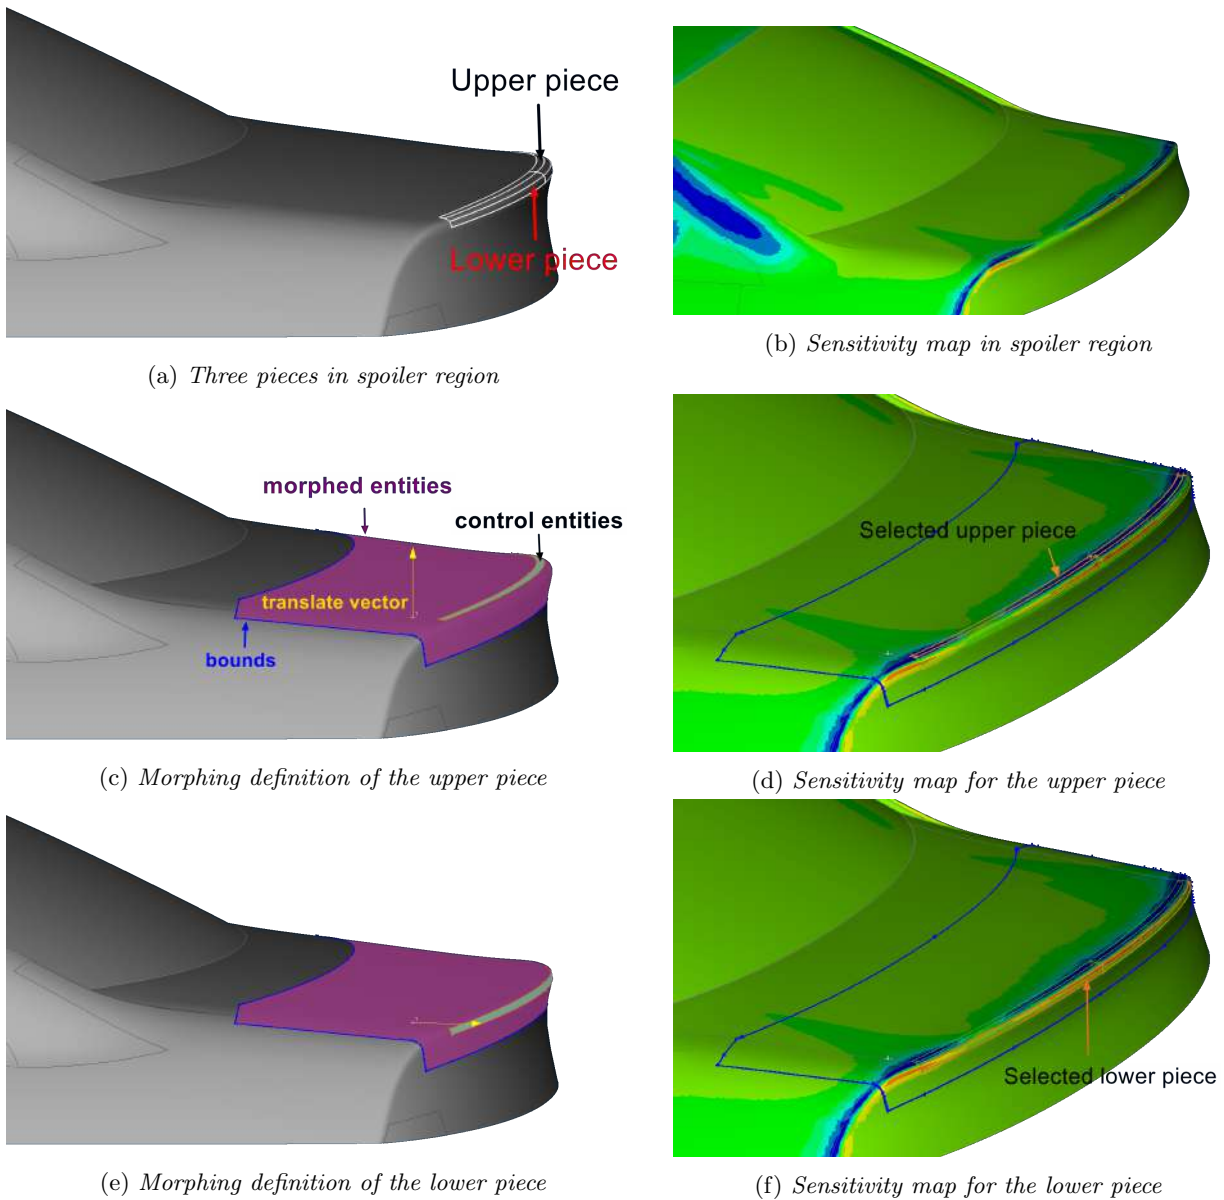 Upper piece
Lower piece
(a) Three pieces in spoiler region
(b) Sensitivity map in spoiler region
morphed entities
control entities
translate vector
bounds
(c) Morphing definition of the upper piece
Selected upper piece
(d) Sensitivity map for the upper piece
(e) Morphing definition of the lower piece
Selected lower piece
(f) Sensitivity map for the lower piece